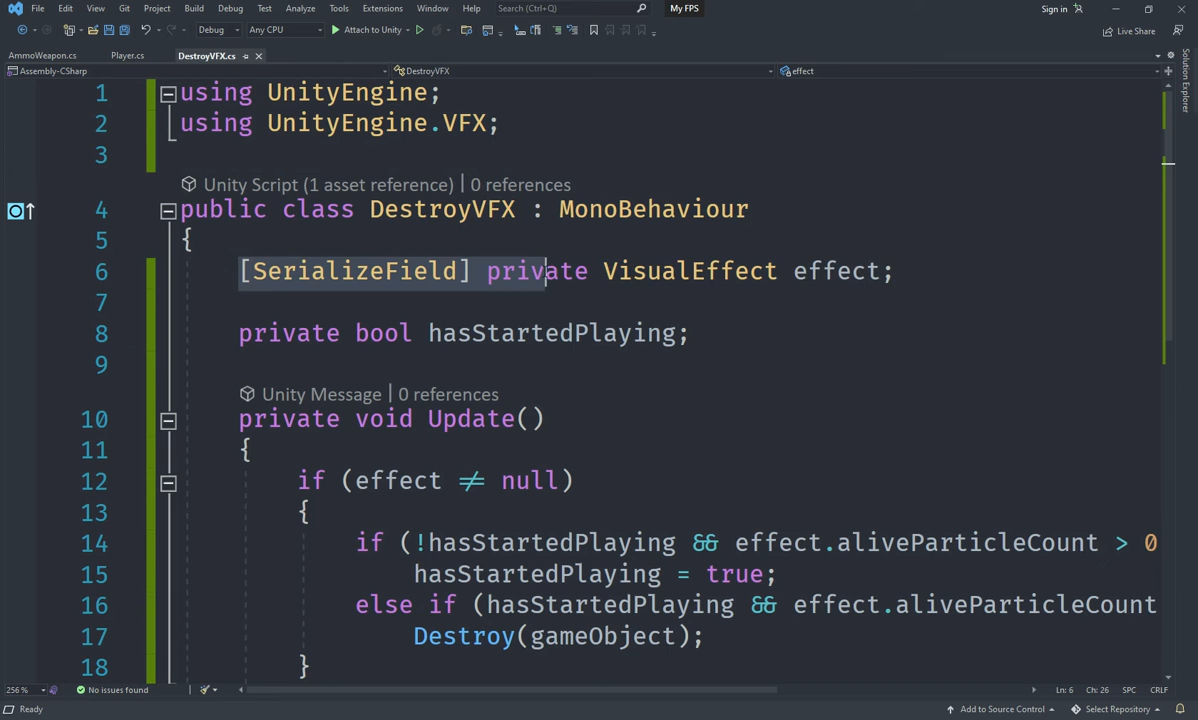 File Edit View Git Project Build Debug Test Analyze Tools Extensions Window Help Search (Ctrl+Q) My FPS Sign in
Debug Any CPU Attach to Unity Live Share
AmmoWeapon.cs Player.cs DestroyVFX.cs
Assembly-CSharp DestroyVFX effect
Solution Explorer
1 using UnityEngine;
2 using UnityEngine.VFX;
3
Unity Script (1 asset reference) | 0 references
4 public class DestroyVFX : MonoBehaviour
5 {
6 [SerializeField] private VisualEffect effect;
7
8 private bool hasStartedPlaying;
9
Unity Message | 0 references
10 private void Update()
11 {
12 if (effect ≠ null)
13 {
14 if (!hasStartedPlaying && effect.aliveParticleCount > 0
15 hasStartedPlaying = true;
16 else if (hasStartedPlaying && effect.aliveParticleCount
17 Destroy(gameObject);
18 }
256 % No issues found Ln: 6 Ch: 26 SPC CRLF
Ready Add to Source Control Select Repository